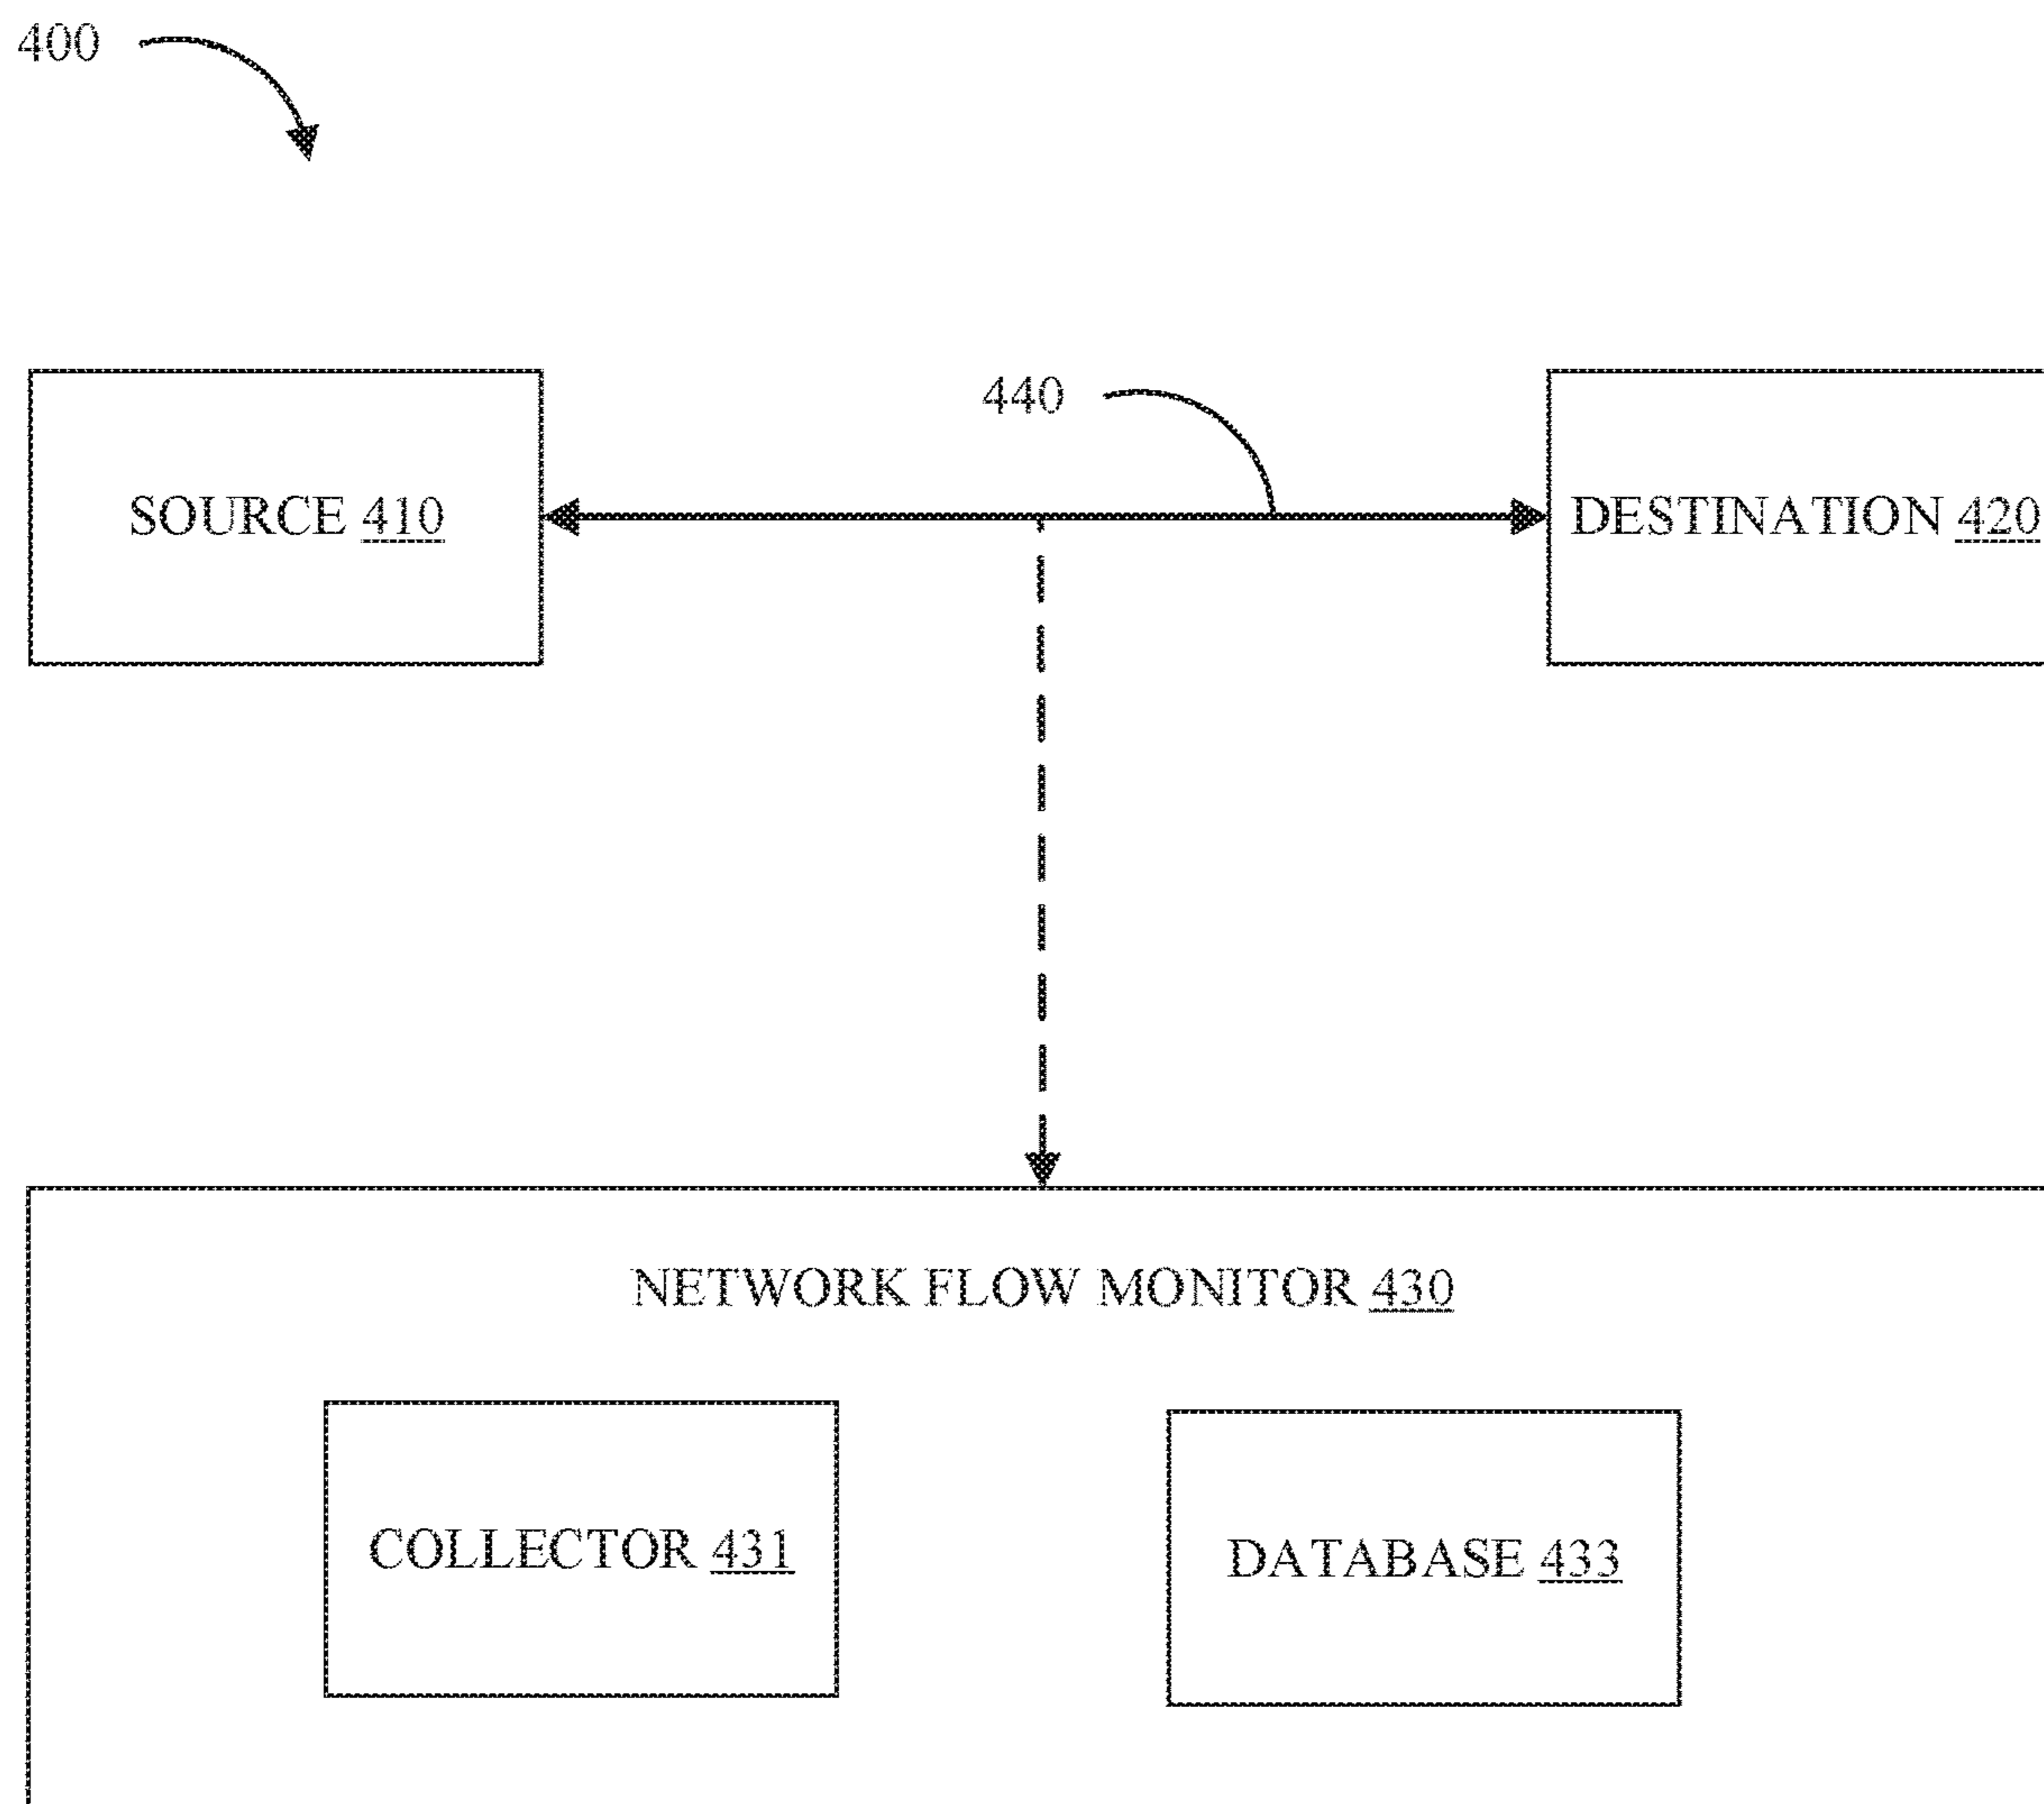 400
440
SOURCE 410
DESTINATION 420
NETWORK FLOW MONITOR 430
COLLECTOR 431
DATABASE 433